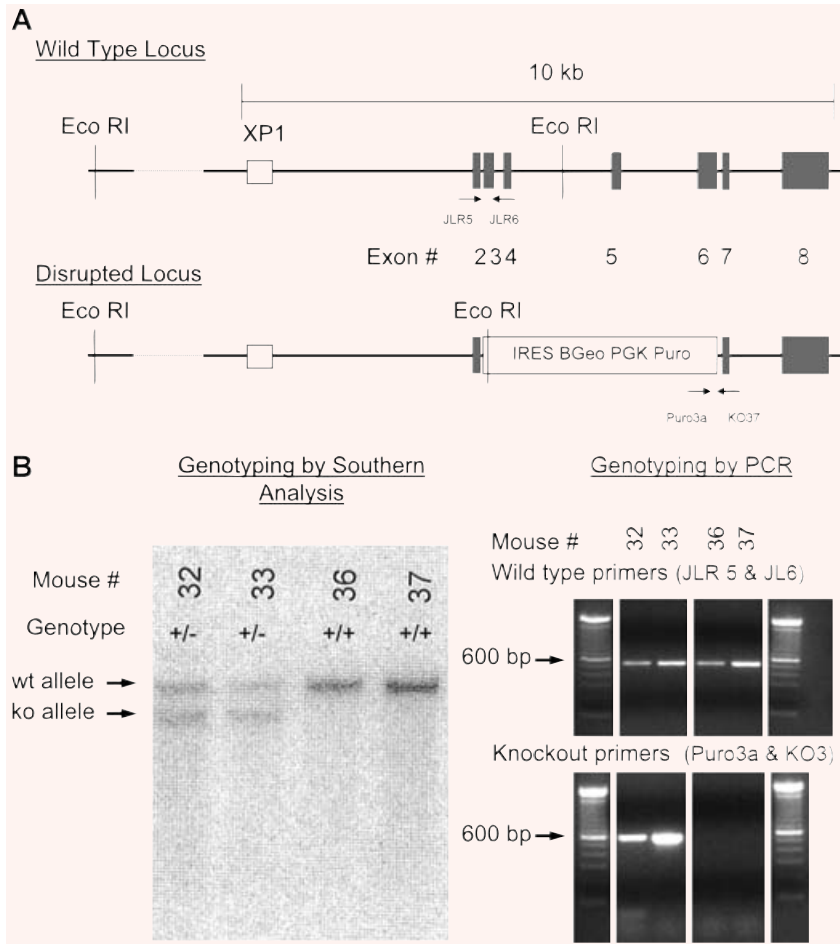 A
Wild Type Locus
10 kb
Eco RI
XP1
Eco RI
JLR5
JLR6
Exon # 2 3 4 5 6 7 8
Disrupted Locus
Eco RI
Eco RI
IRES BGeo PGK Puro
Puro3a
KO37
B
Genotyping by Southern
Analysis
Mouse # 32 33 36 37
Genotype +/- +/- +/+ +/+
wt allele
ko allele
Genotyping by PCR
Mouse # 32 33 36 37
Wild type primers (JLR 5 & JL6)
600 bp
Knockout primers (Puro3a & KO3)
600 bp